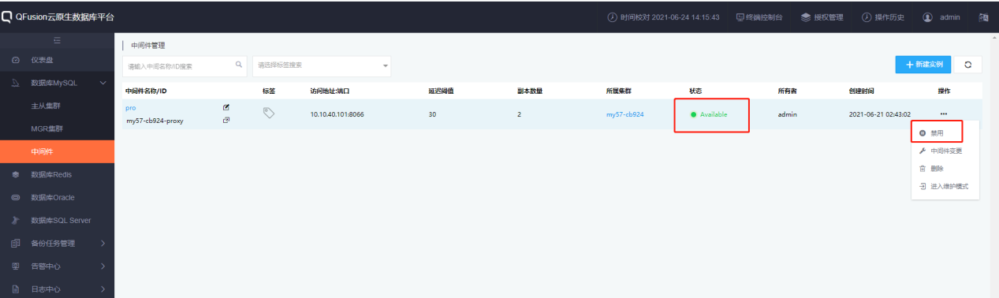 QFusion云原生数据库平台
时间校对 2021-06-24 14:15:43 终端控制台 授权管理 操作历史 admin
仪表盘
数据库MySQL
主从集群
MGR集群
中间件
数据库Redis
数据库Oracle
数据库SQL Server
备份任务管理
告警中心
日志中心
中间件管理
请输入中间名称/ID搜索 请选择标签搜索 新建实例
中间件名称/ID 标签 访问地址:端口 延迟阈值 副本数量 所属集群 状态 所有者 创建时间 操作
pro
my57-cb924-proxy
10.10.40.101:8066 30 2 my57-cb924 Available admin 2021-06-21 02:43:02
禁用
中间件变更
删除
进入维护模式